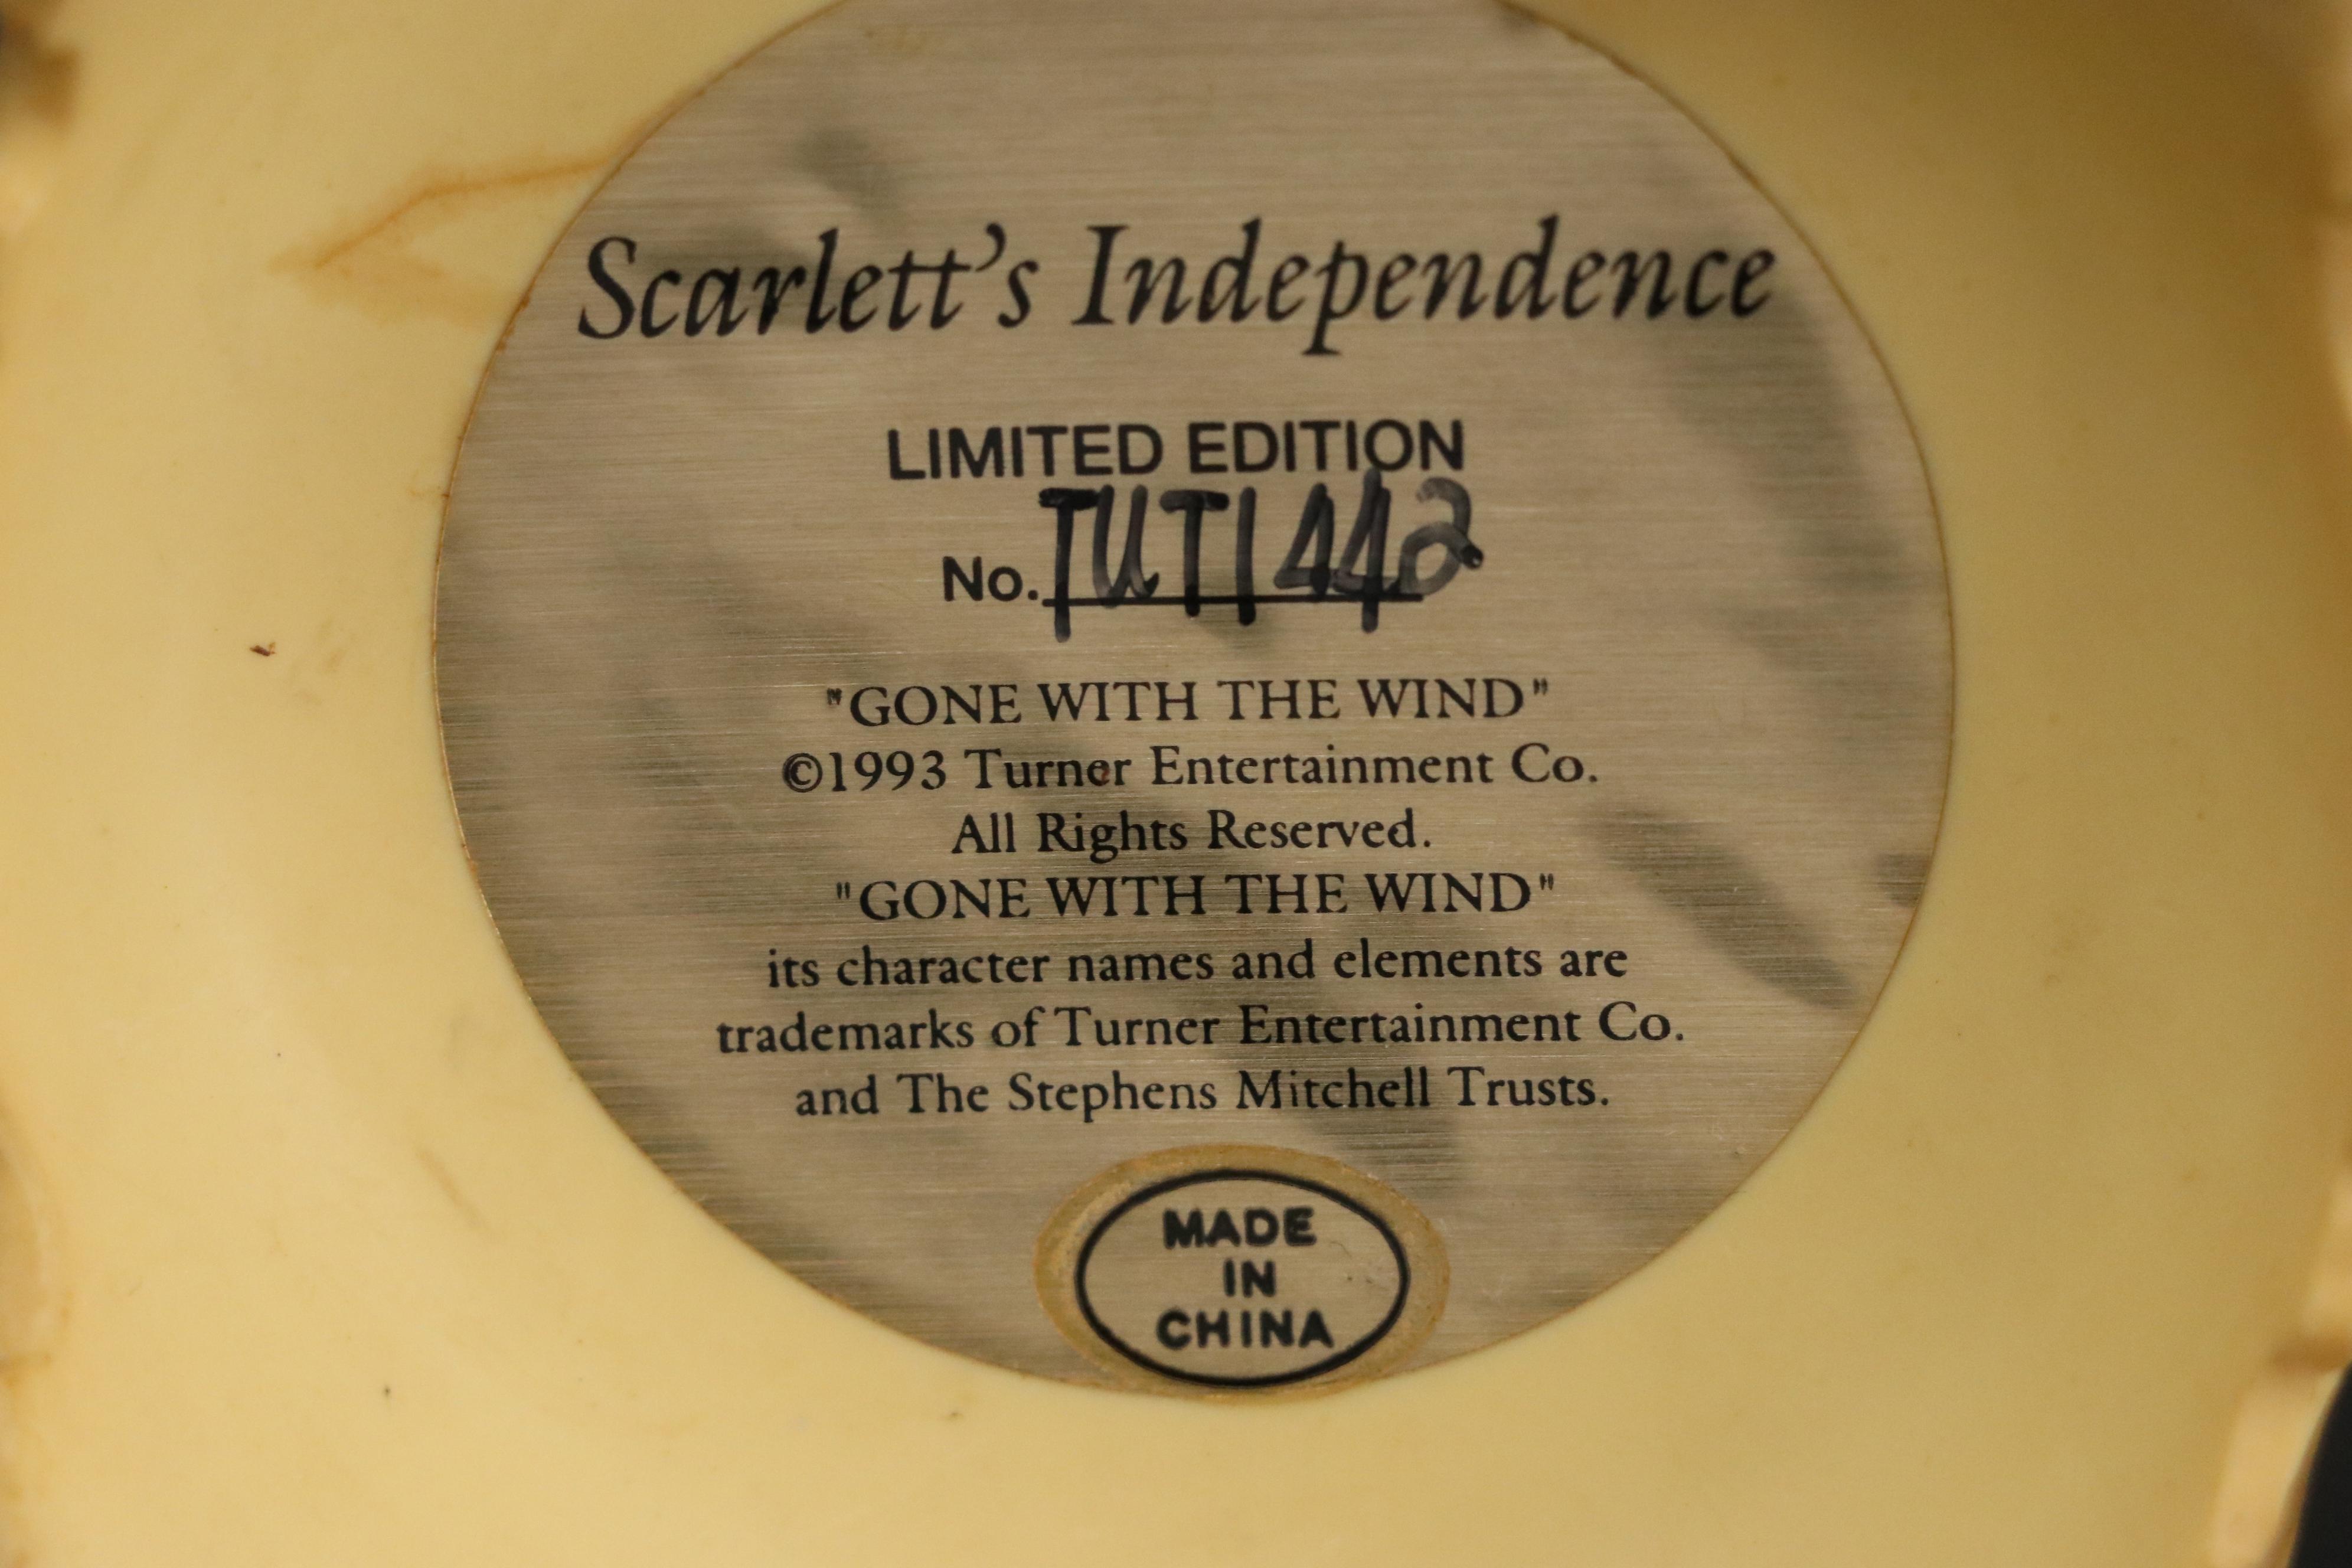 Scarlett's Independence
LIMITED EDITION
No. TUT1442
"GONE WITH THE WIND"
©1993 Turner Entertainment Co.
All Rights Reserved.
"GONE WITH THE WIND"
its character names and elements are
trademarks of Turner Entertainment Co.
and The Stephens Mitchell Trusts.
MADE
IN
CHINA